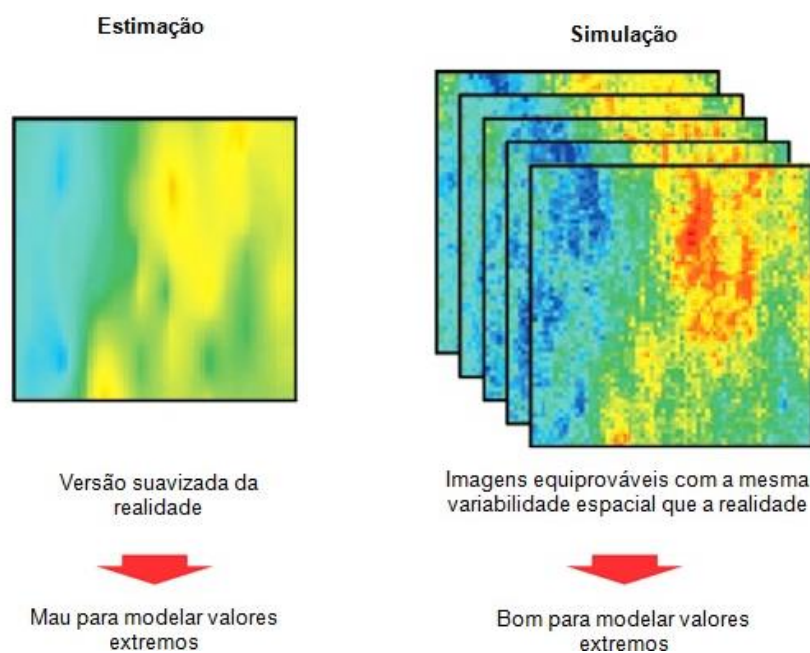 Estimação
Simulação
Versão suavizada da
realidade
Imagens equiprováveis com a mesma
variabilidade espacial que a realidade
Mau para modelar valores
extremos
Bom para modelar valores
extremos